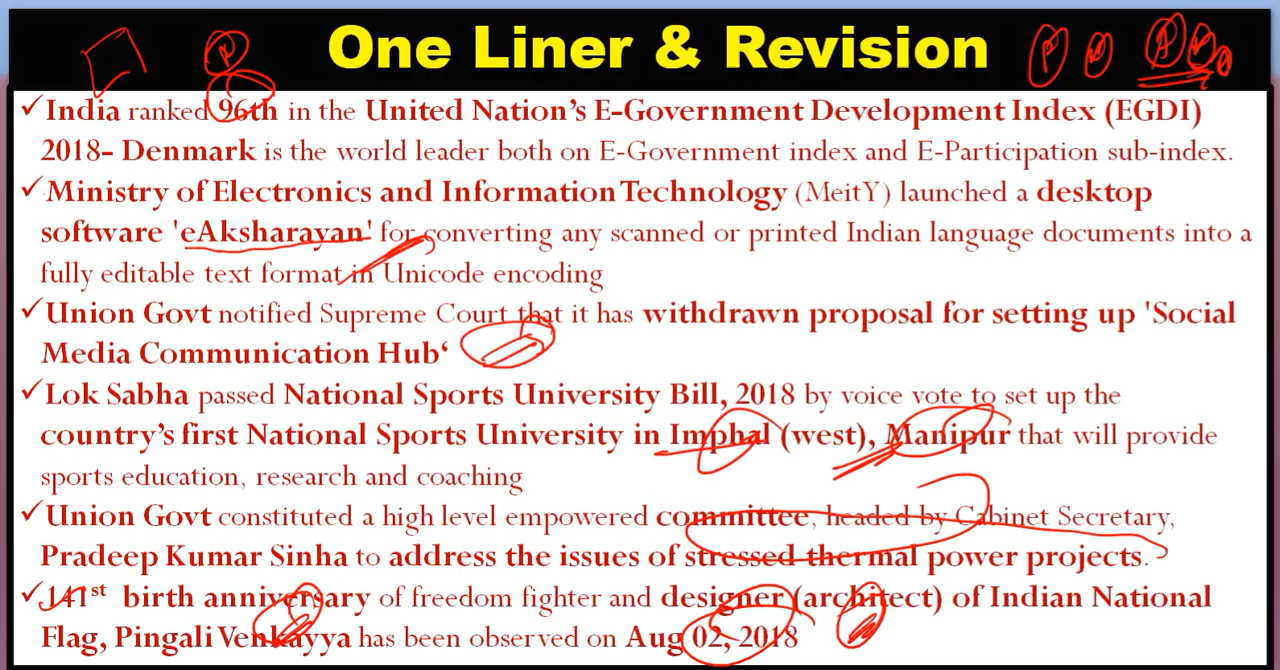 One Liner & Revision
✓India ranked 96th in the United Nation's E-Government Development Index (EGDI)
2018- Denmark is the world leader both on E-Government index and E-Participation sub-index.
✓Ministry of Electronics and Information Technology (MeitY) launched a desktop
software 'eAksharayan' for converting any scanned or printed Indian language documents into a
fully editable text format in Unicode encoding
✓Union Govt notified Supreme Court that it has withdrawn proposal for setting up 'Social
Media Communication Hub‘
✓Lok Sabha passed National Sports University Bill, 2018 by voice vote to set up the
country's first National Sports University in Imphal (west), Manipur that will provide
sports education, research and coaching
✓Union Govt constituted a high level empowered committee, headed by Cabinet Secretary,
Pradeep Kumar Sinha to address the issues of stressed thermal power projects.
✓141st birth anniversary of freedom fighter and designer (architect) of Indian National
Flag, Pingali Venkayya has been observed on Aug 02, 2018